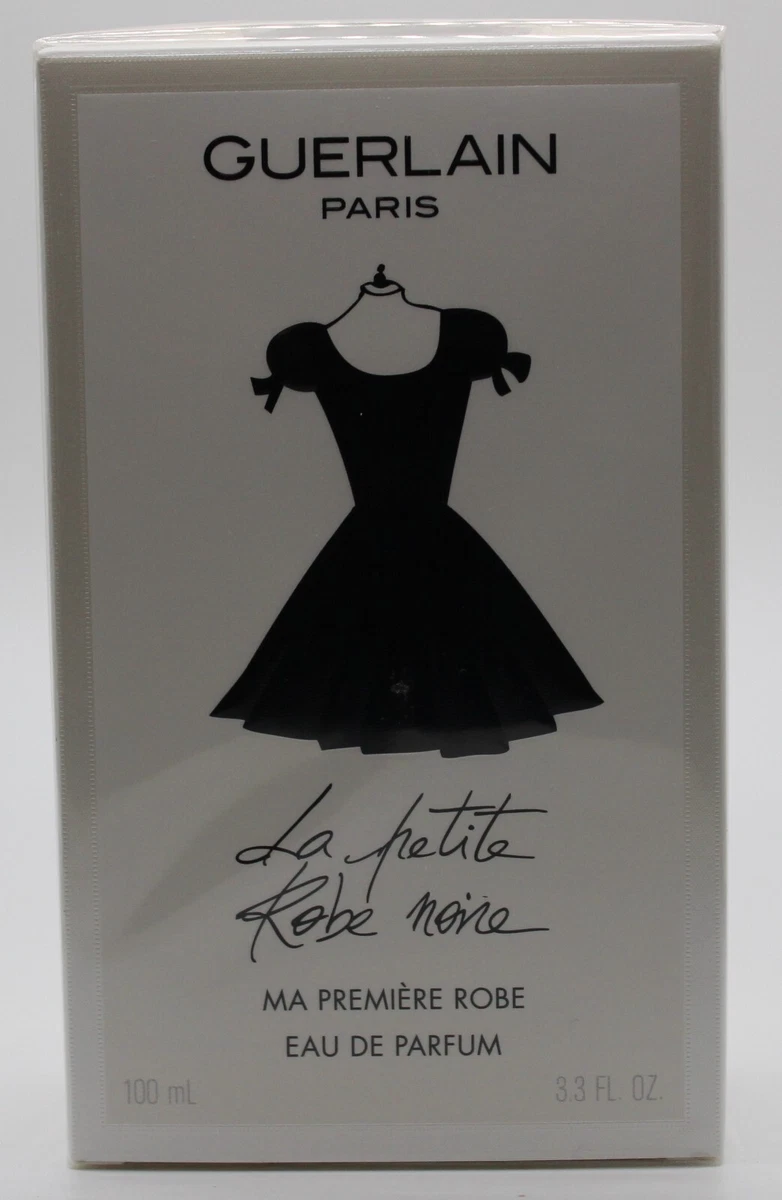 GUERLAIN
PARIS
La petite
Robe noire
MA PREMIÈRE ROBE
EAU DE PARFUM
100 mL
3.3 FL. OZ.